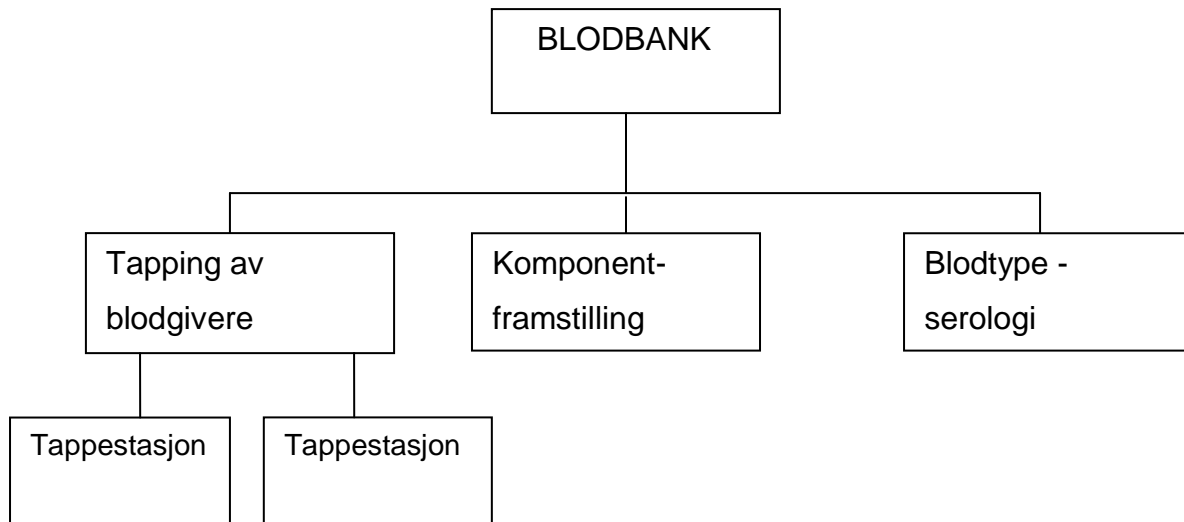 BLODBANK
Tapping av
blodgivere
Komponent-
framstilling
Blodtype -
serologi
Tappestasjon
Tappestasjon